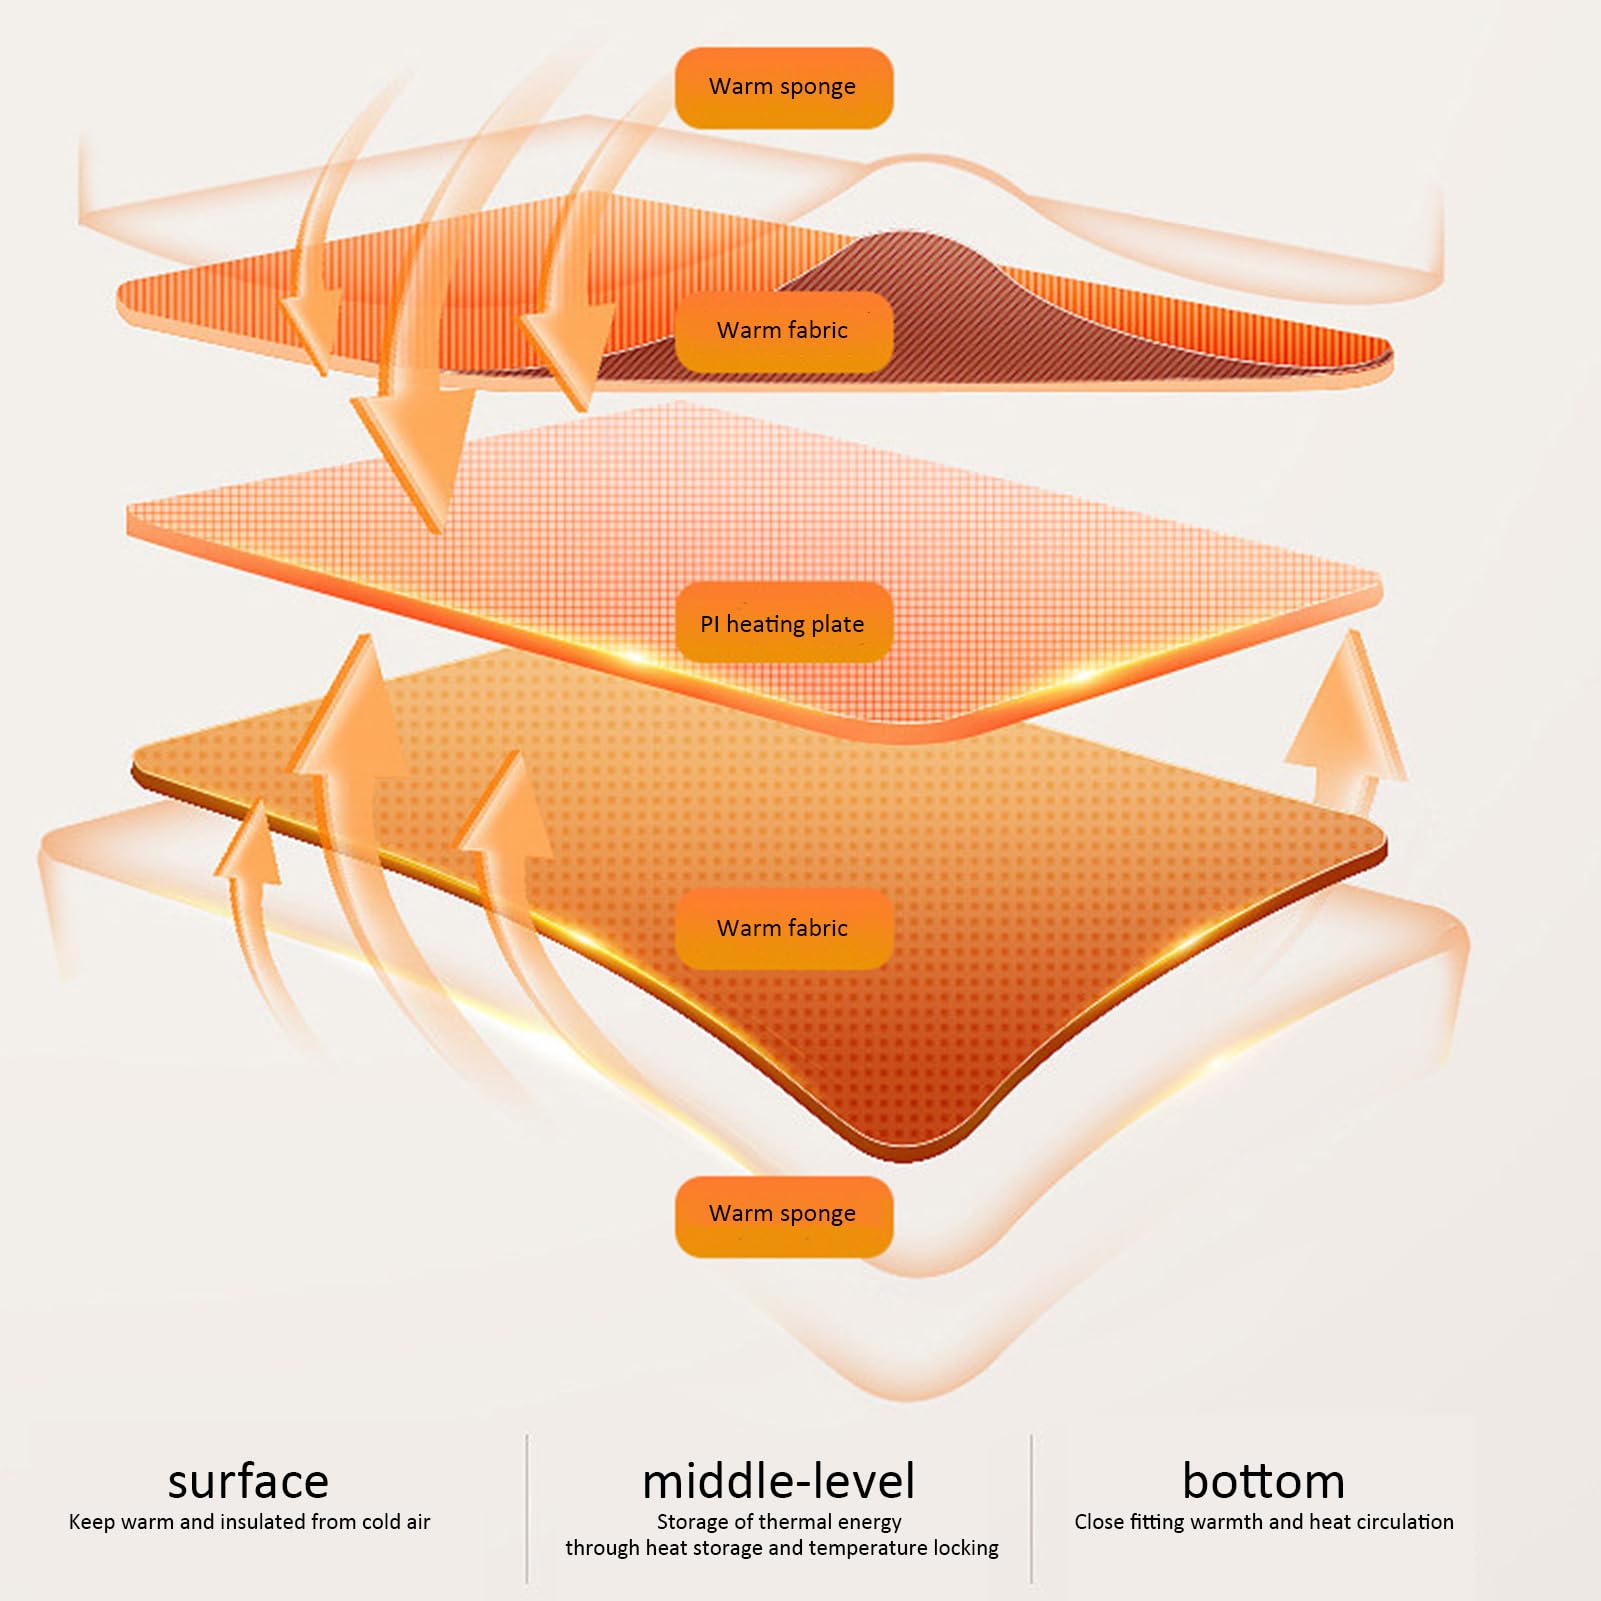 Warm sponge
Warm fabric
PI heating plate
Warm fabric
Warm sponge
surface
Keep warm and insulated from cold air
middle-level
Storage of thermal energy
through heat storage and temperature locking
bottom
Close fitting warmth and heat circulation